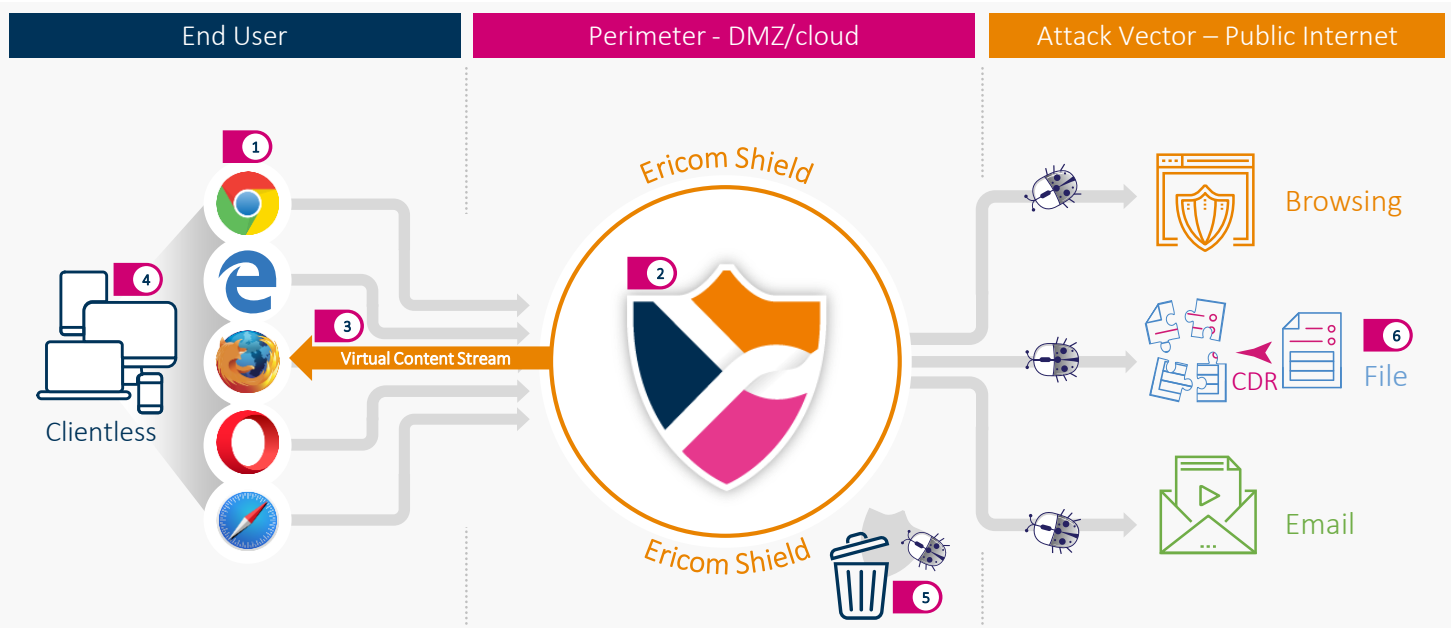 End User
Perimeter - DMZ/cloud
Attack Vector – Public Internet
1
Ericom Shield
Browsing
2
4
3
Virtual Content Stream
6
File
CDR
Clientless
Email
Ericom Shield
5